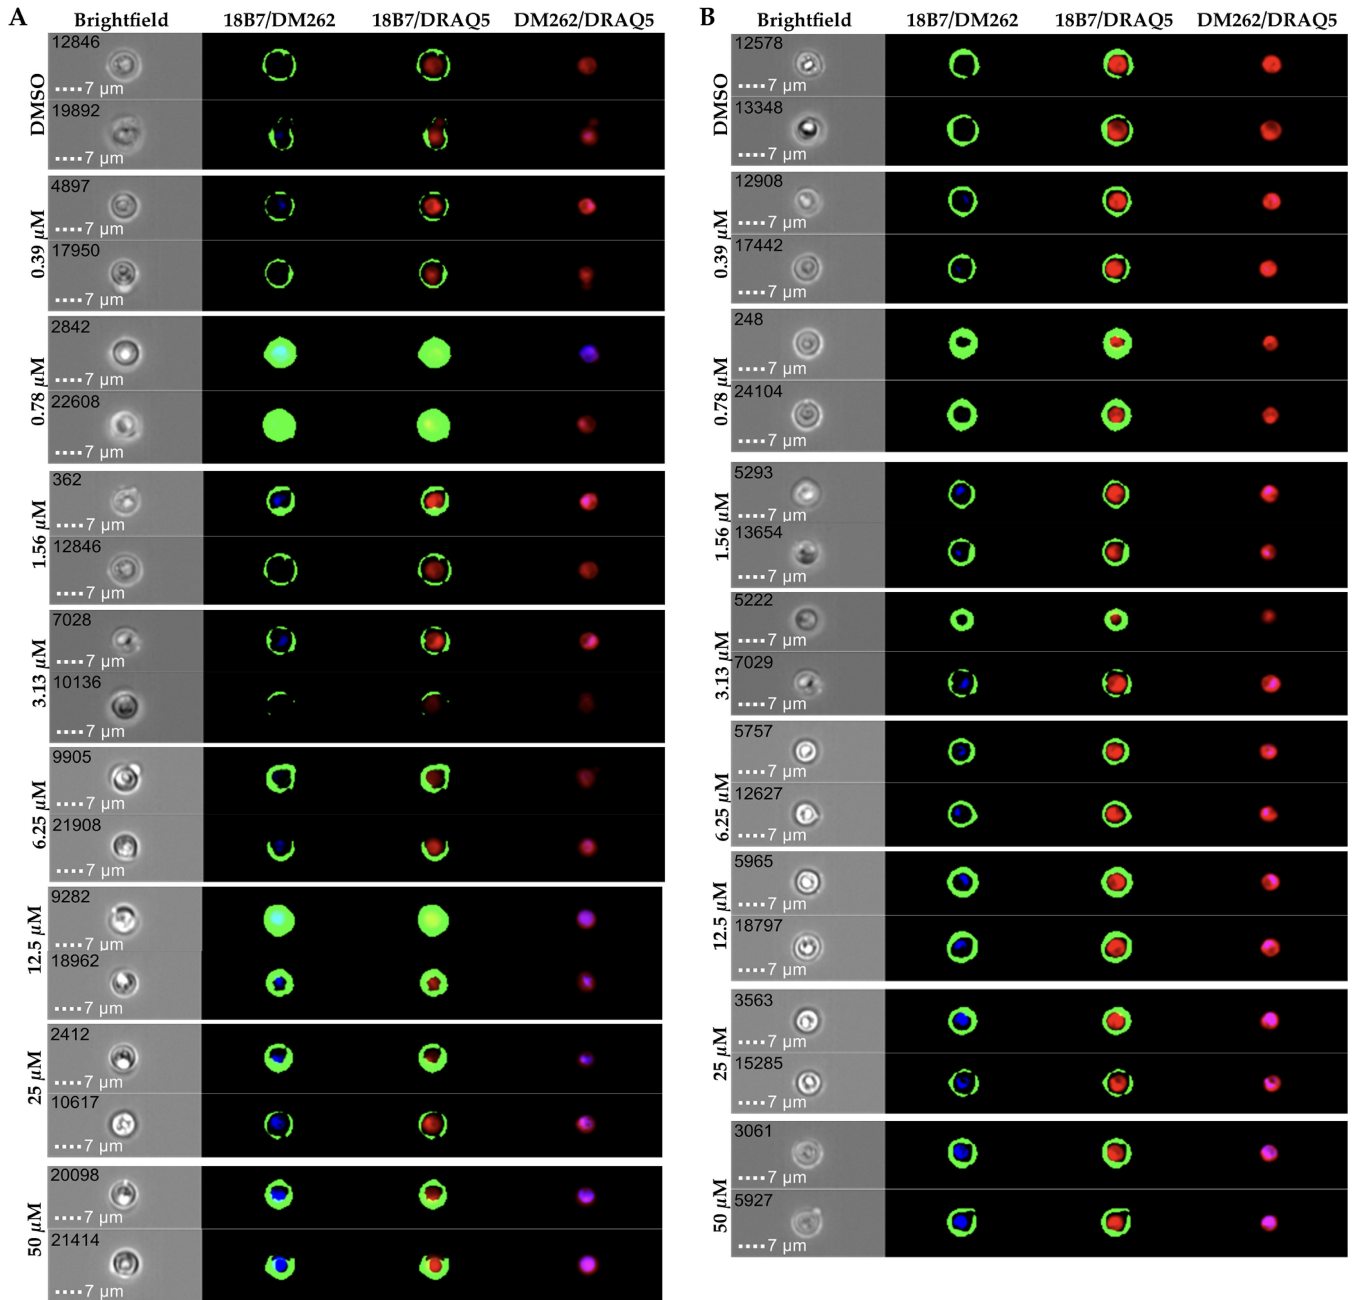 A
Brightfield 18B7/DM262 18B7/DRAQ5 DM262/DRAQ5
DMSO
12846
7 µm
19892
7 µm
0.39 µM
4897
7 µm
17950
7 µm
0.78 µM
2842
7 µm
22608
7 µm
1.56 µM
362
7 µm
12846
7 µm
3.13 µM
7028
7 µm
10136
7 µm
6.25 µM
9905
7 µm
21908
7 µm
12.5 µM
9282
7 µm
18962
7 µm
25 µM
2412
7 µm
10617
7 µm
50 µM
20098
7 µm
21414
7 µm
B
Brightfield 18B7/DM262 18B7/DRAQ5 DM262/DRAQ5
DMSO
12578
7 µm
13348
7 µm
0.39 µM
12908
7 µm
17442
7 µm
0.78 µM
248
7 µm
24104
7 µm
1.56 µM
5293
7 µm
13654
7 µm
3.13 µM
5222
7 µm
7029
7 µm
6.25 µM
5757
7 µm
12627
7 µm
12.5 µM
5965
7 µm
18797
7 µm
25 µM
3563
7 µm
15285
7 µm
50 µM
3061
7 µm
5927
7 µm